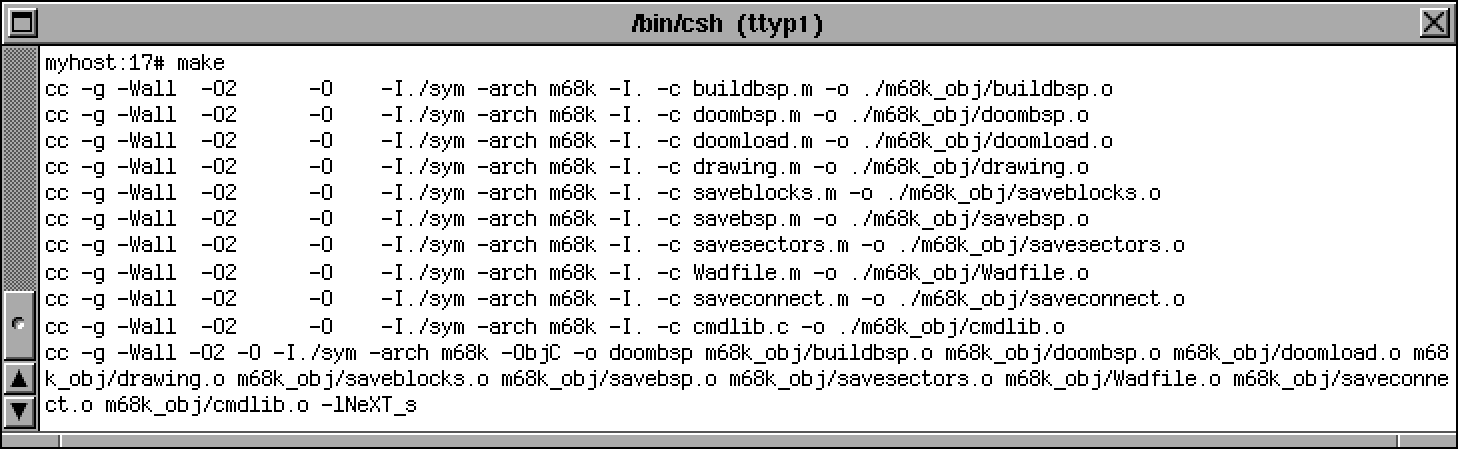 /bin/csh (ttyp1)
myhost:17# make
cc -g -Wall  -O2      -O    -I./sym -arch m68k -I. -c buildbsp.m -o ./m68k_obj/buildbsp.o
cc -g -Wall  -O2      -O    -I./sym -arch m68k -I. -c doombsp.m -o ./m68k_obj/doombsp.o
cc -g -Wall  -O2      -O    -I./sym -arch m68k -I. -c doomload.m -o ./m68k_obj/doomload.o
cc -g -Wall  -O2      -O    -I./sym -arch m68k -I. -c drawing.m -o ./m68k_obj/drawing.o
cc -g -Wall  -O2      -O    -I./sym -arch m68k -I. -c saveblocks.m -o ./m68k_obj/saveblocks.o
cc -g -Wall  -O2      -O    -I./sym -arch m68k -I. -c savebsp.m -o ./m68k_obj/savebsp.o
cc -g -Wall  -O2      -O    -I./sym -arch m68k -I. -c savesectors.m -o ./m68k_obj/savesectors.o
cc -g -Wall  -O2      -O    -I./sym -arch m68k -I. -c Wadfile.m -o ./m68k_obj/Wadfile.o
cc -g -Wall  -O2      -O    -I./sym -arch m68k -I. -c saveconnect.m -o ./m68k_obj/saveconnect.o
cc -g -Wall  -O2      -O    -I./sym -arch m68k -I. -c cmdlib.c -o ./m68k_obj/cmdlib.o
cc -g -Wall -O2 -O -I./sym -arch m68k -ObjC -o doombsp m68k_obj/buildbsp.o m68k_obj/doombsp.o m68k_obj/doomload.o m68
k_obj/drawing.o m68k_obj/saveblocks.o m68k_obj/savebsp.o m68k_obj/savesectors.o m68k_obj/Wadfile.o m68k_obj/saveconne
ct.o m68k_obj/cmdlib.o -lNeXT_s